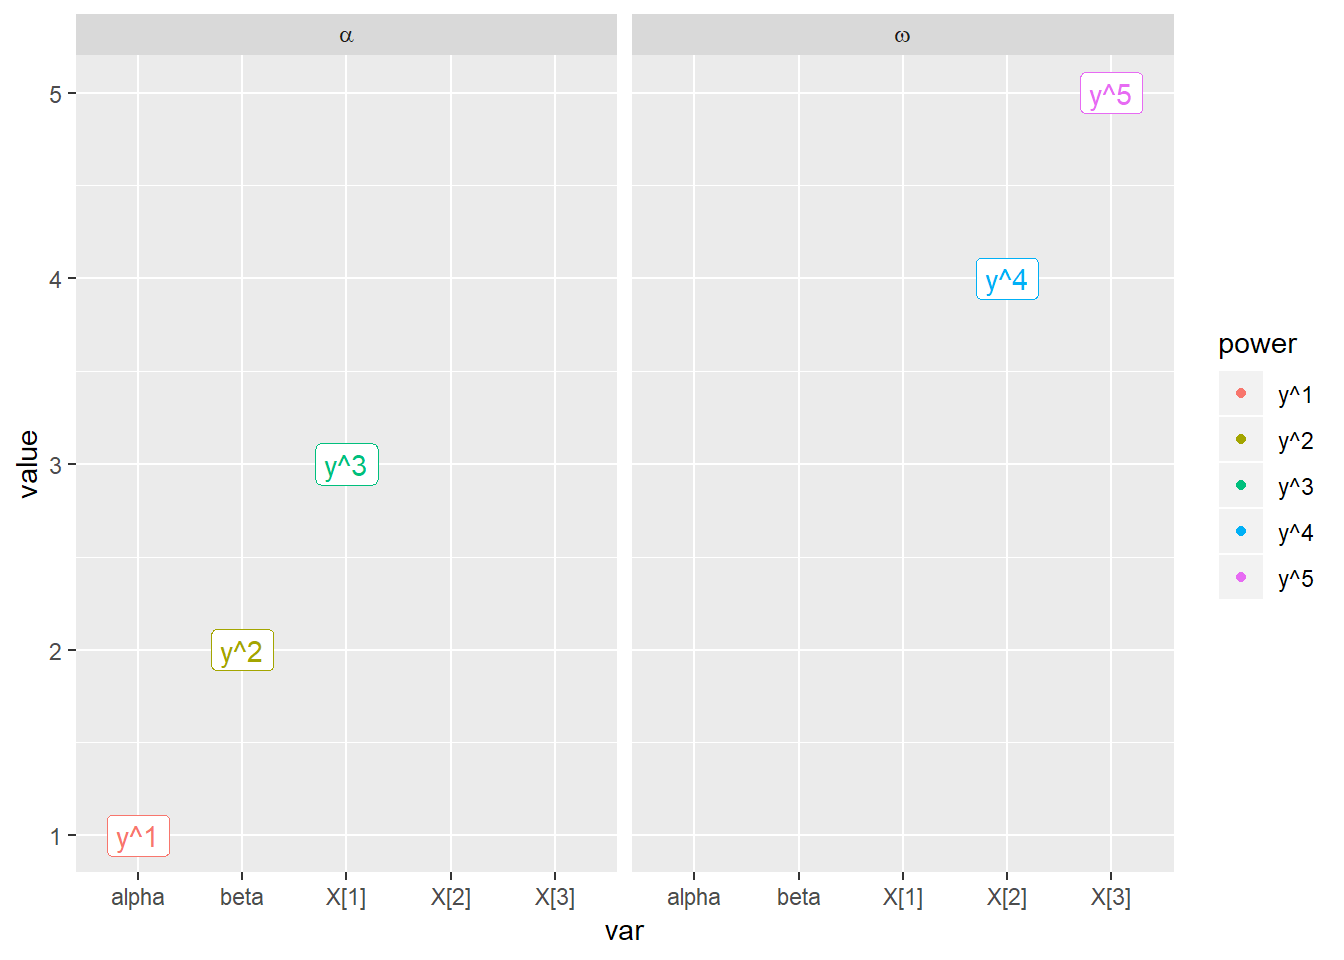 α
ω
value
5
4
3
2
1
y^1
y^2
y^3
y^4
y^5
alpha beta X[1] X[2] X[3]
alpha beta X[1] X[2] X[3]
var
power
y^1
y^2
y^3
y^4
y^5